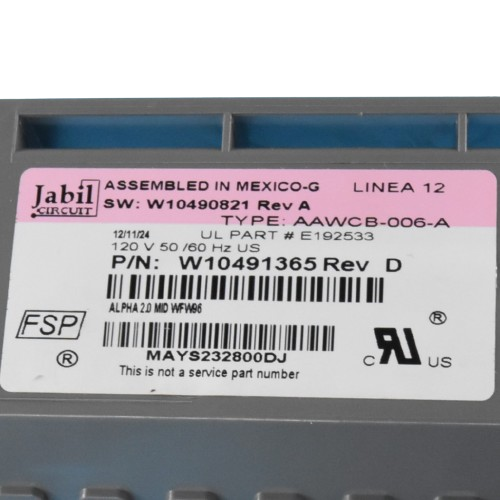 Jabil
CIRCUIT
ASSEMBLED IN MEXICO-G LINEA 12
SW: W10490821 Rev A
TYPE: AAWCB-006-A
12/11/24 UL PART # E192533
120 V 50/60 Hz US
P/N: W10491365 Rev D
ALPHA 2.0 MID WFW96
FSP
®
MAYS232800DJ
This is not a service part number
®
C RU US